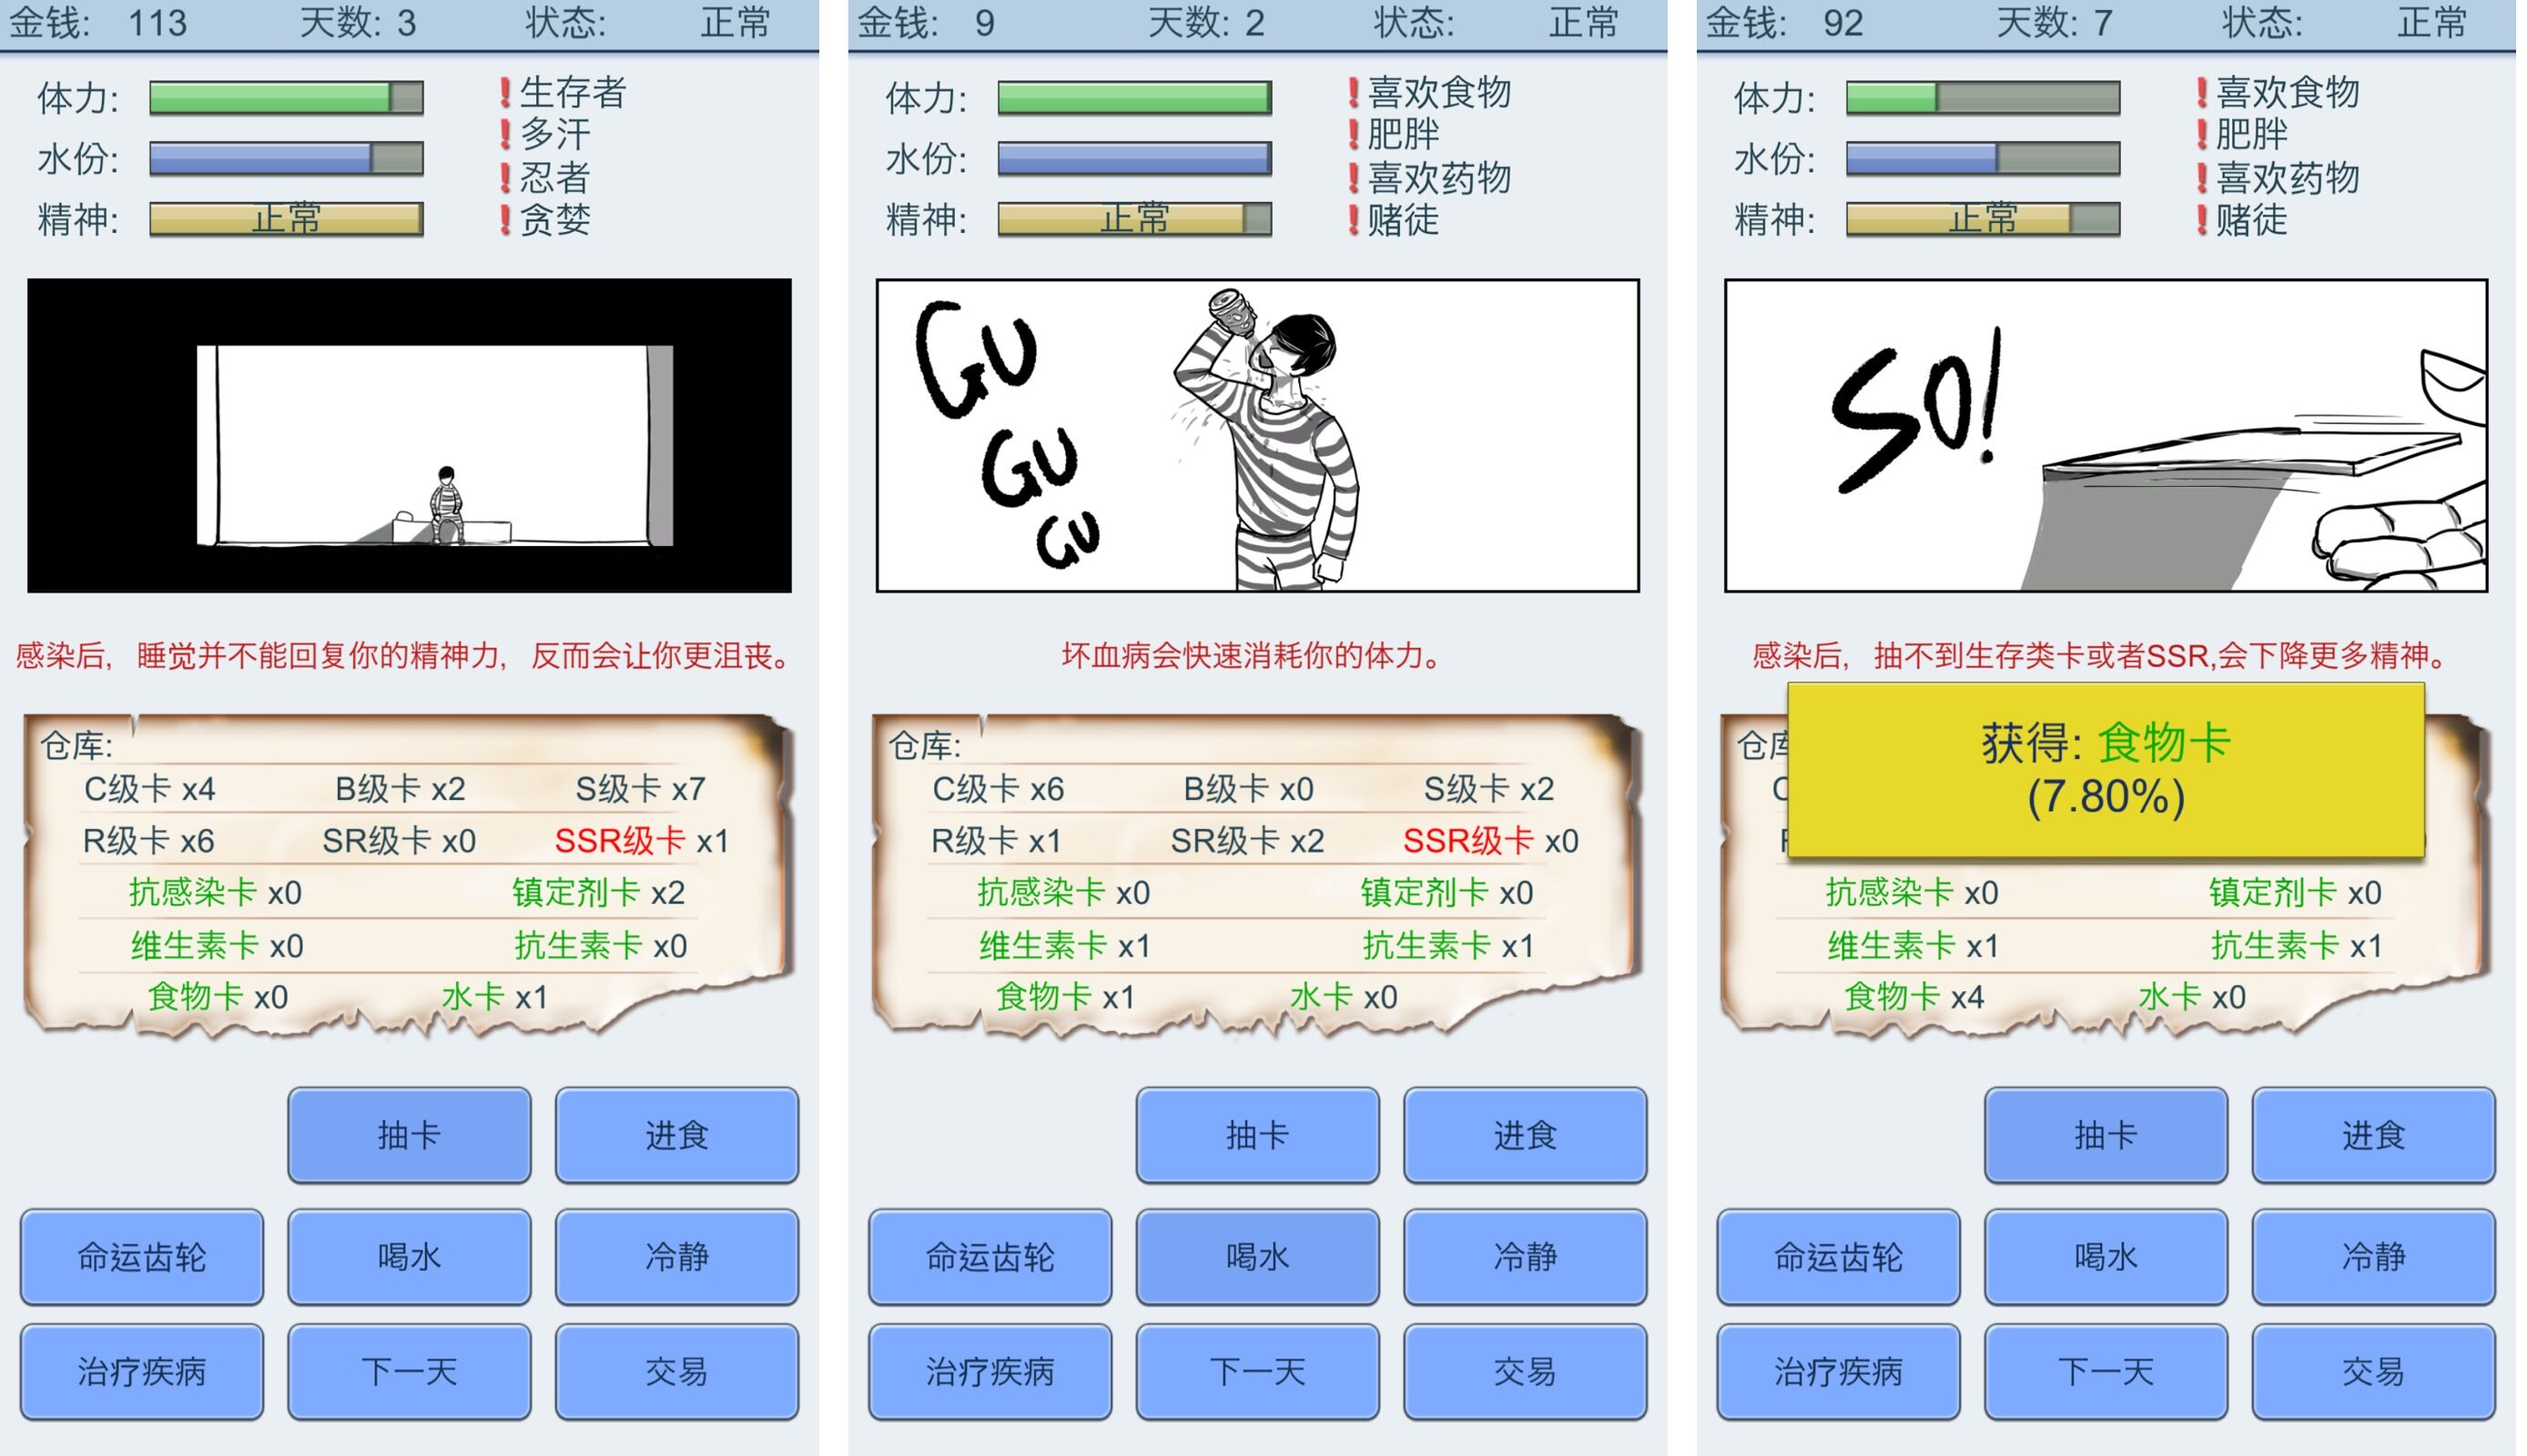 金钱: 113 天数: 3 状态: 正常
体力:
水份:
精神: 正常
!生存者
!多汗
!忍者
!贪婪
感染后, 睡觉并不能回复你的精神力, 反而会让你更沮丧。
仓库:
C级卡 x4 B级卡 x2 S级卡 x7
R级卡 x6 SR级卡 x0 SSR级卡 x1
抗感染卡 x0 镇定剂卡 x2
维生素卡 x0 抗生素卡 x0
食物卡 x0 水卡 x1
抽卡 进食
命运齿轮 喝水 冷静
治疗疾病 下一天 交易
金钱: 9 天数: 2 状态: 正常
体力:
水份:
精神: 正常
!喜欢食物
!肥胖
!喜欢药物
!赌徒
GU
GU
GU
坏血病会快速消耗你的体力。
仓库:
C级卡 x6 B级卡 x0 S级卡 x2
R级卡 x1 SR级卡 x2 SSR级卡 x0
抗感染卡 x0 镇定剂卡 x0
维生素卡 x1 抗生素卡 x1
食物卡 x1 水卡 x0
抽卡 进食
命运齿轮 喝水 冷静
治疗疾病 下一天 交易
金钱: 92 天数: 7 状态: 正常
体力:
水份:
精神: 正常
!喜欢食物
!肥胖
!喜欢药物
!赌徒
SO!
感染后, 抽不到生存类卡或者SSR,会下降更多精神。
获得: 食物卡
(7.80%)
抗感染卡 x0 镇定剂卡 x0
维生素卡 x1 抗生素卡 x1
食物卡 x4 水卡 x0
抽卡 进食
命运齿轮 喝水 冷静
治疗疾病 下一天 交易